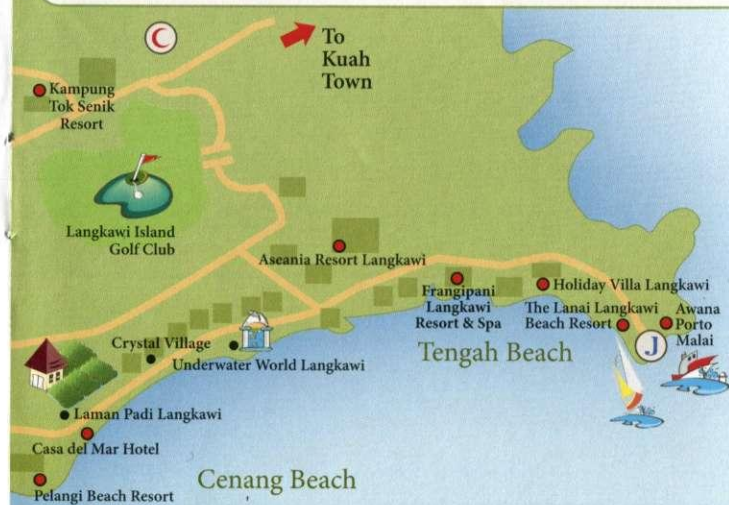 To
Kuah
Town
Kampung
Tok Senik
Resort
Langkawi Island
Golf Club
Aseania Resort Langkawi
Frangipani
Langkawi
Resort & Spa
Holiday Villa Langkawi
The Lanai Langkawi
Beach Resort
Awana
Porto
Malai
J
Tengah Beach
Crystal Village
Underwater World Langkawi
Laman Padi Langkawi
Casa del Mar Hotel
Cenang Beach
Pelangi Beach Resort